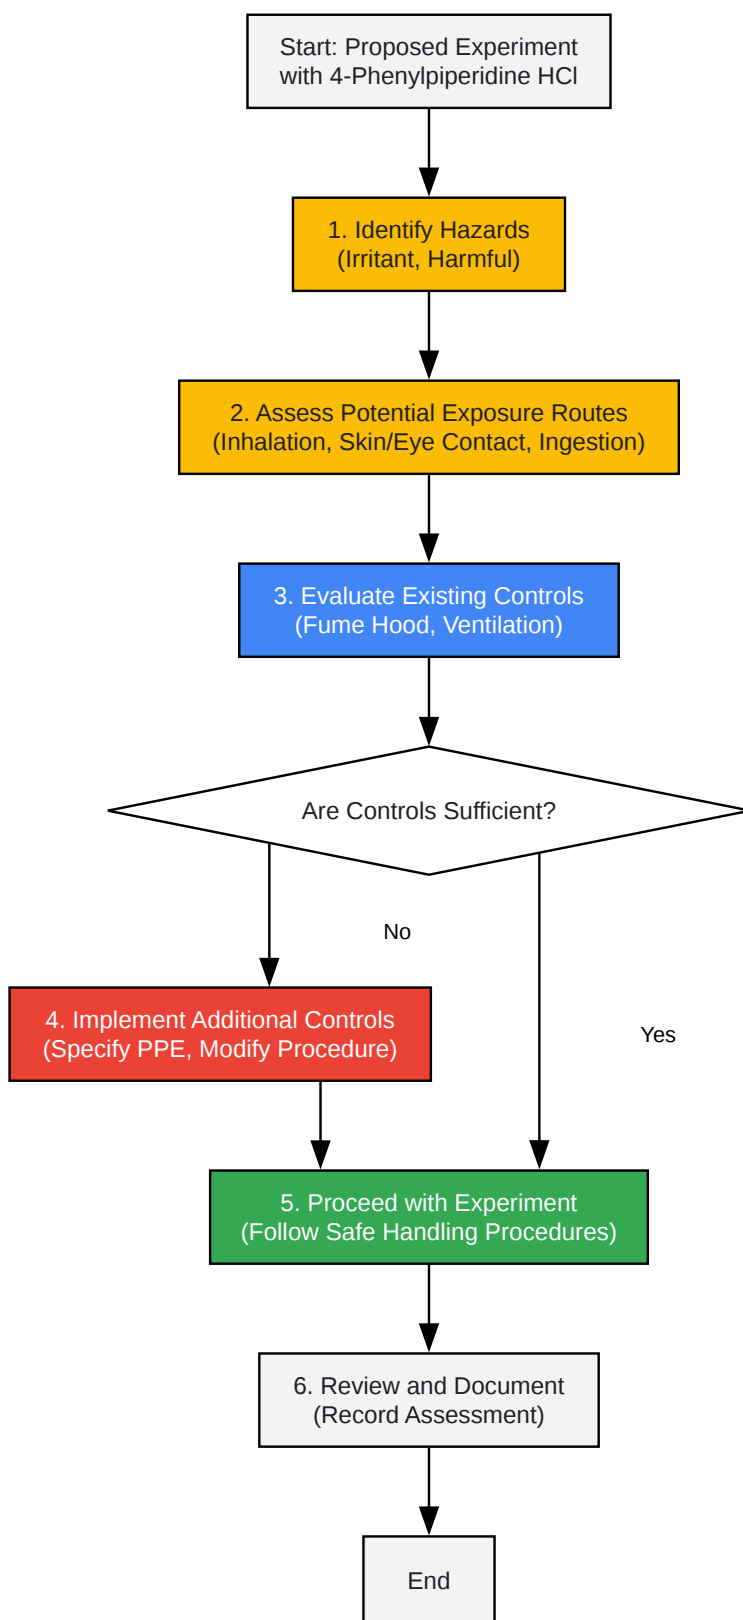 Start: Proposed Experiment
with 4-Phenylpiperidine HCl
1. Identify Hazards
(Irritant, Harmful)
2. Assess Potential Exposure Routes
(Inhalation, Skin/Eye Contact, Ingestion)
3. Evaluate Existing Controls
(Fume Hood, Ventilation)
Are Controls Sufficient?
No
4. Implement Additional Controls
(Specify PPE, Modify Procedure)
Yes
5. Proceed with Experiment
(Follow Safe Handling Procedures)
6. Review and Document
(Record Assessment)
End